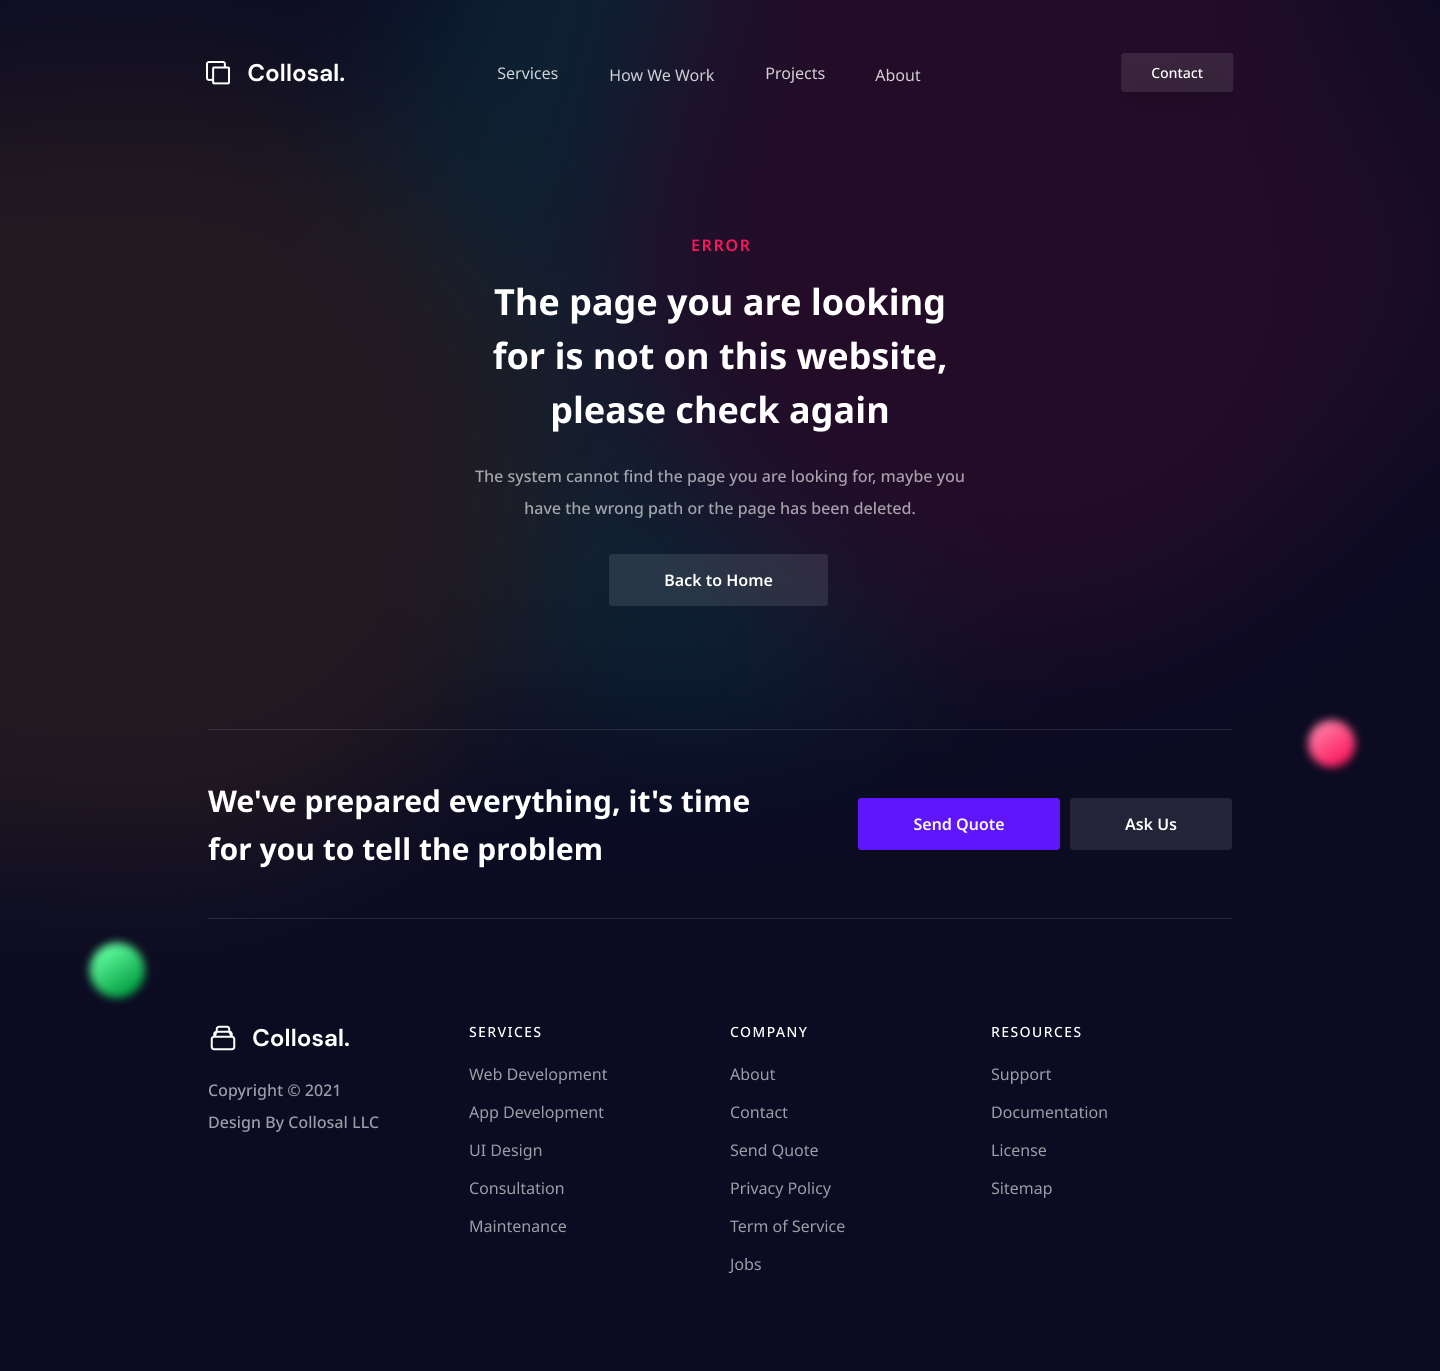 Collosal.
Services
How We Work
Projects
About
Contact
ERROR
The page you are looking
for is not on this website,
please check again
The system cannot find the page you are looking for, maybe you
have the wrong path or the page has been deleted.
Back to Home
We've prepared everything, it's time
for you to tell the problem
Send Quote
Ask Us
Collosal.
Copyright © 2021
Design By Collosal LLC
SERVICES
Web Development
App Development
UI Design
Consultation
Maintenance
COMPANY
About
Contact
Send Quote
Privacy Policy
Term of Service
Jobs
RESOURCES
Support
Documentation
License
Sitemap